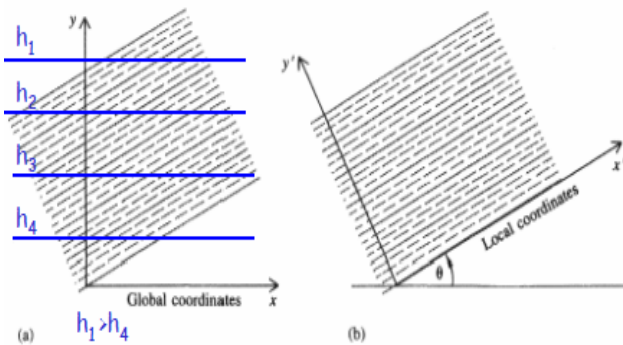 y
h₁
h₂
h₃
h₄
Global coordinates x
(a)
h₁>h₄
y'
x'
Local coordinates
θ
(b)